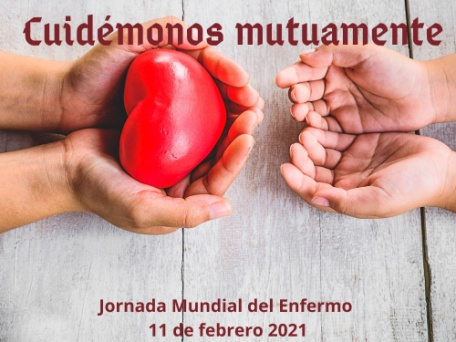 Cuidémonos mutuamente
Jornada Mundial del Enfermo
11 de febrero 2021